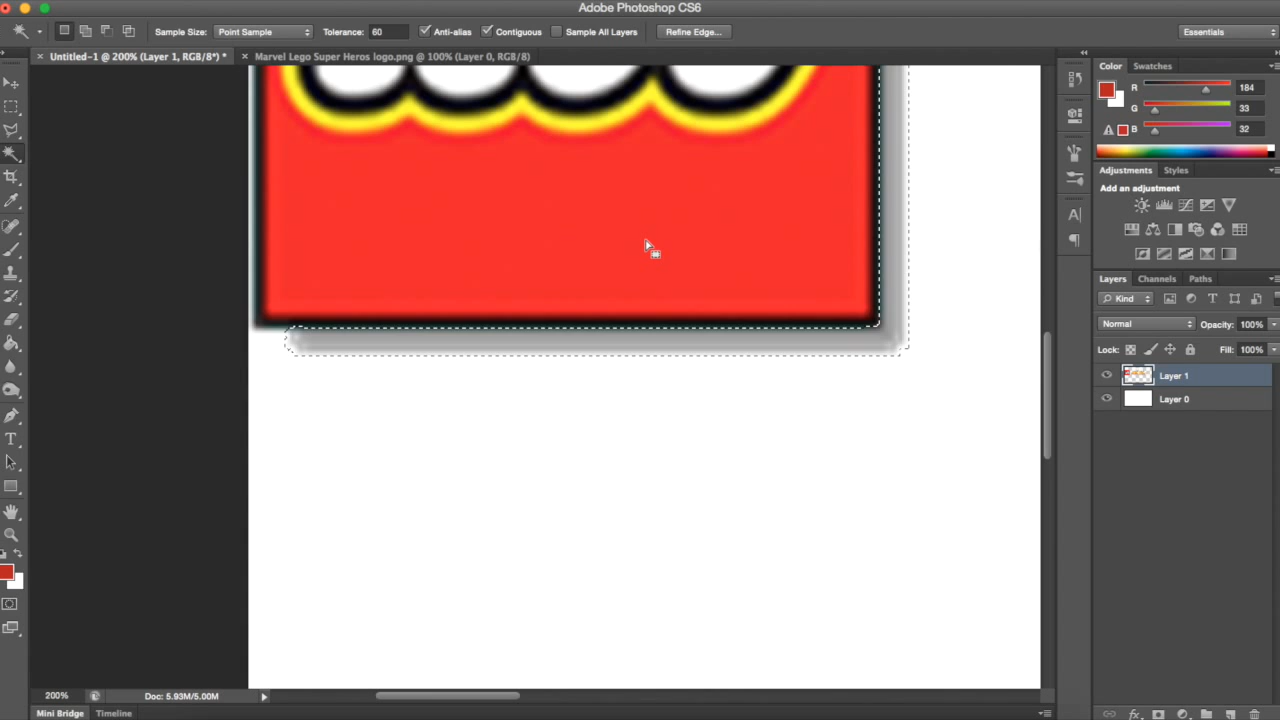 Adobe Photoshop CS6
Sample Size: Point Sample Tolerance: 60 Anti-alias Contiguous Sample All Layers Refine Edge... Essentials
× Untitled-1 @ 200% (Layer 1, RGB/8*) * × Marvel Lego Super Heros logo.png @ 100% (Layer 0, RGB/8)
Color Swatches
R 184
G 33
B 32
Adjustments Styles
Add an adjustment
Layers Channels Paths
Kind
Normal Opacity: 100%
Lock: Fill: 100%
Layer 1
Layer 0
200% Doc: 5.93M/5.00M
Mini Bridge Timeline